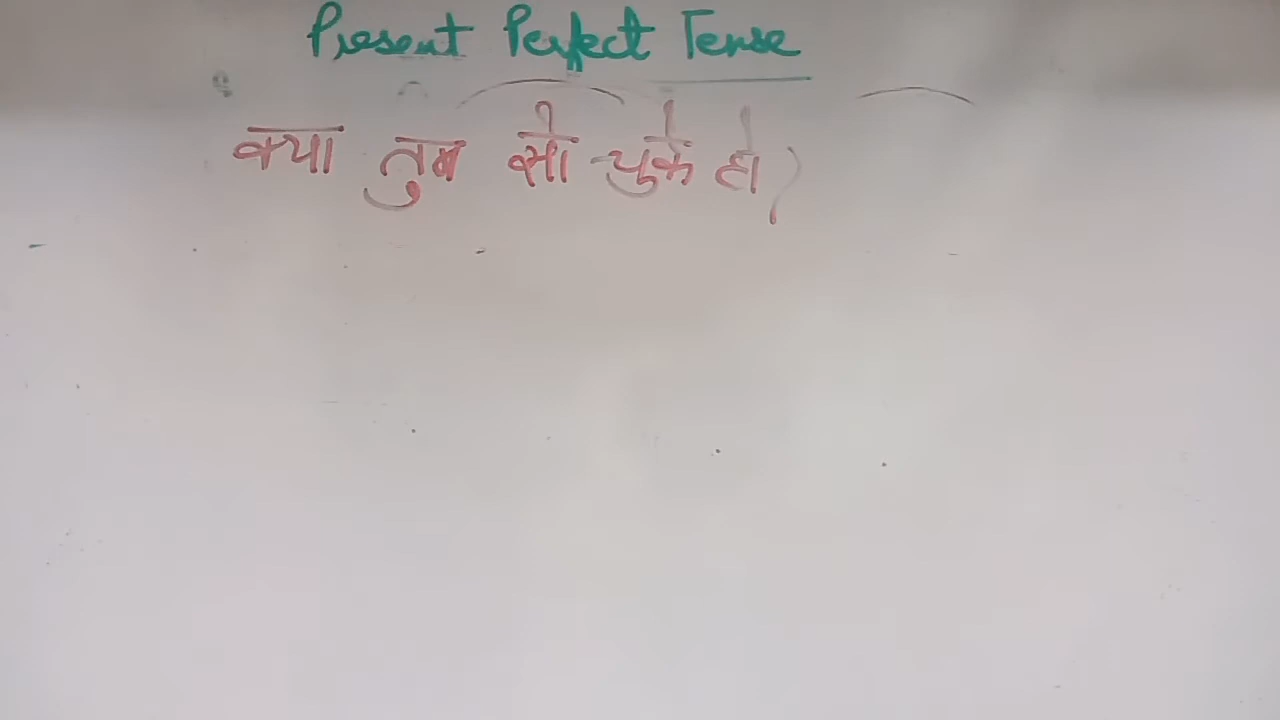 Present Perfect Tense
क्या तुम सो चुके हो?